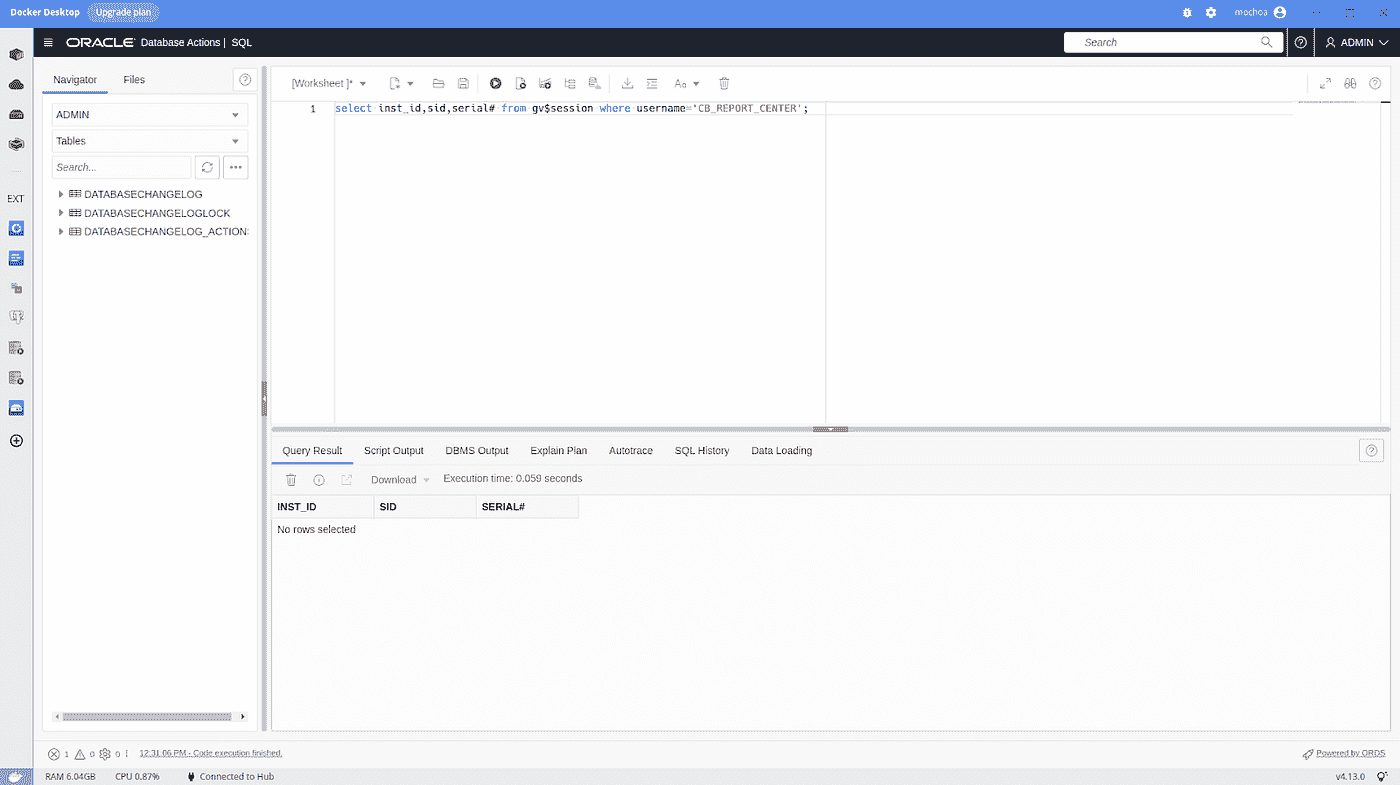 Docker Desktop Upgrade plan mochoa
ORACLE Database Actions | SQL Search ADMIN
Navigator Files
[Worksheet ]* Aa
ADMIN
Tables
Search...
DATABASECHANGELOG
DATABASECHANGELOGLOCK
DATABASECHANGELOG_ACTION
EXT
1 select inst_id,sid,serial# from gv$session where username='CB_REPORT_CENTER';
Query Result Script Output DBMS Output Explain Plan Autotrace SQL History Data Loading
Download Execution time: 0.059 seconds
INST_ID SID SERIAL#
No rows selected
1 0 0 12:31:06 PM - Code execution finished. Powered by ORDS
RAM 6.04GB CPU 0.87% Connected to Hub v4.13.0